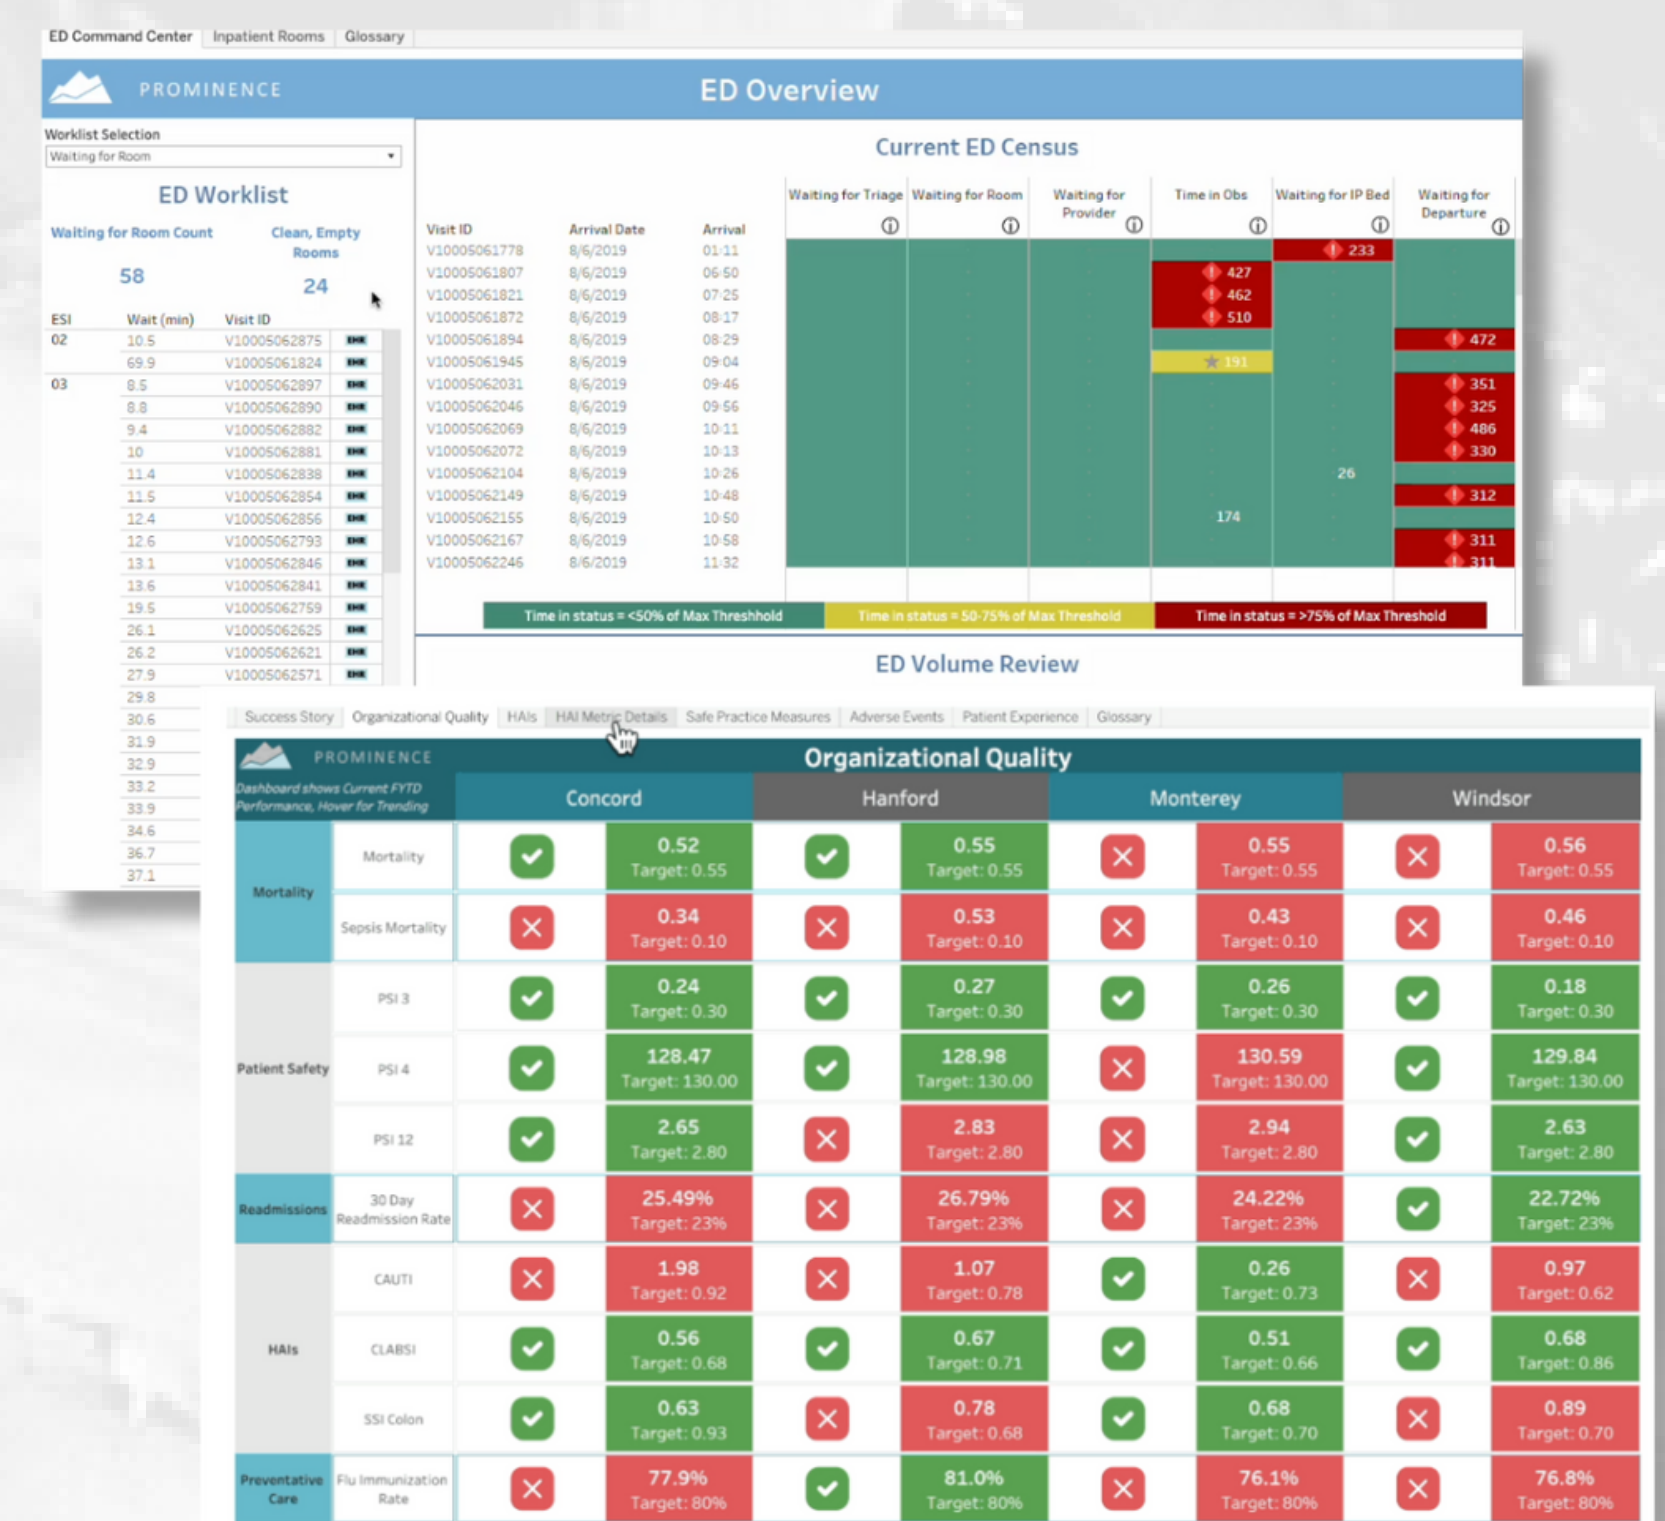 ED Command Center Inpatient Rooms Glossary
PROMINENCE ED Overview
Worklist Selection
Waiting for Room
ED Worklist
Waiting for Room Count Clean, Empty Rooms
58 24
ESI Wait (min) Visit ID
02 10.5 V10005062875 EHR
69.9 V10005061824 EHR
03 8.5 V10005062897 EHR
8.8 V10005062890 EHR
9.4 V10005062882 EHR
10 V10005062881 EHR
11.4 V10005062838 EHR
11.5 V10005062854 EHR
12.4 V10005062856 EHR
12.6 V10005062793 EHR
13.1 V10005062846 EHR
13.6 V10005062841 EHR
19.5 V10005062759 EHR
26.1 V10005062625 EHR
26.2 V10005062621 EHR
27.9 V10005062571 EHR
29.8
30.6
31.9
32.9
33.2
33.9
34.6
36.7
37.1
Current ED Census
Waiting for Triage Waiting for Room Waiting for Provider Time in Obs Waiting for IP Bed Waiting for Departure
Visit ID Arrival Date Arrival
V10005061778 8/6/2019 01:11 233
V10005061807 8/6/2019 06:50 427
V10005061821 8/6/2019 07:25 462
V10005061872 8/6/2019 08:17 510
V10005061894 8/6/2019 08:29 472
V10005061945 8/6/2019 09:04 191
V10005062031 8/6/2019 09:46 351
V10005062046 8/6/2019 09:56 325
V10005062069 8/6/2019 10:11 486
V10005062072 8/6/2019 10:13 330
V10005062104 8/6/2019 10:26 26
V10005062149 8/6/2019 10:48 312
V10005062155 8/6/2019 10:50 174
V10005062167 8/6/2019 10:58 311
V10005062246 8/6/2019 11:32 311
Time in status = <50% of Max Threshhold Time in status = 50-75% of Max Threshold Time in status = >75% of Max Threshold
ED Volume Review
Success Story Organizational Quality HAIs HAI Metric Details Safe Practice Measures Adverse Events Patient Experience Glossary
PROMINENCE Organizational Quality
Dashboard shows Current FYTD
Performance, Hover for Trending
Concord Hanford Monterey Windsor
Mortality
Mortality 0.52 0.55 0.55 0.56
Target: 0.55 Target: 0.55 Target: 0.55 Target: 0.55
Sepsis Mortality 0.34 0.53 0.43 0.46
Target: 0.10 Target: 0.10 Target: 0.10 Target: 0.10
Patient Safety
PSI 3 0.24 0.27 0.26 0.18
Target: 0.30 Target: 0.30 Target: 0.30 Target: 0.30
PSI 4 128.47 128.98 130.59 129.84
Target: 130.00 Target: 130.00 Target: 130.00 Target: 130.00
PSI 12 2.65 2.83 2.94 2.63
Target: 2.80 Target: 2.80 Target: 2.80 Target: 2.80
Readmissions
30 Day Readmission Rate 25.49% 26.79% 24.22% 22.72%
Target: 23% Target: 23% Target: 23% Target: 23%
HAIs
CAUTI 1.98 1.07 0.26 0.97
Target: 0.92 Target: 0.78 Target: 0.73 Target: 0.62
CLABSI 0.56 0.67 0.51 0.68
Target: 0.68 Target: 0.71 Target: 0.66 Target: 0.86
SSI Colon 0.63 0.78 0.68 0.89
Target: 0.93 Target: 0.68 Target: 0.70 Target: 0.70
Preventative Care
Flu Immunization Rate 77.9% 81.0% 76.1% 76.8%
Target: 80% Target: 80% Target: 80% Target: 80%